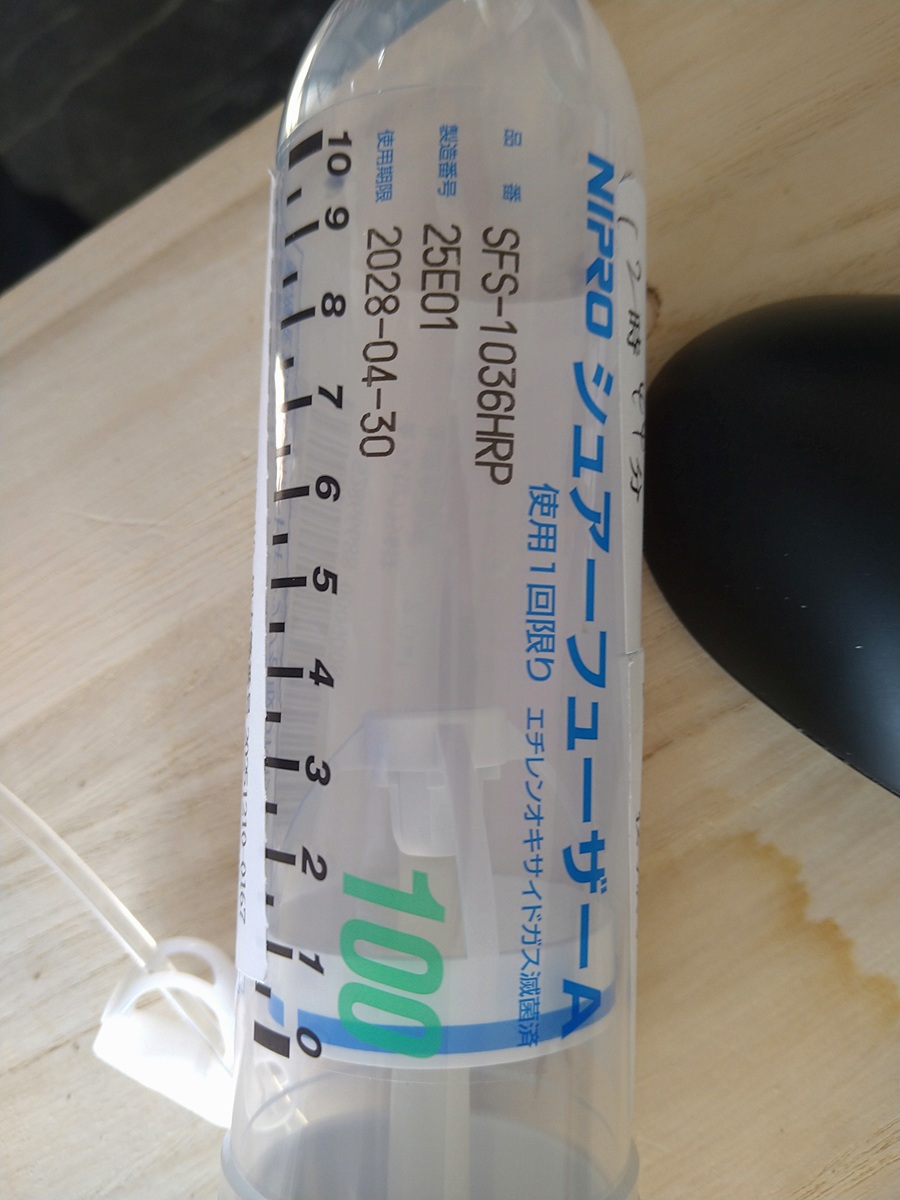 NIPRO シュアーフューザーA
使用1回限り エチレンオキサイドガス滅菌済
品番 SFS-1036HRP
製造番号 25E01
使用期限 2028-04-30
100
10 9 8 7 6 5 4 3 2 1 0